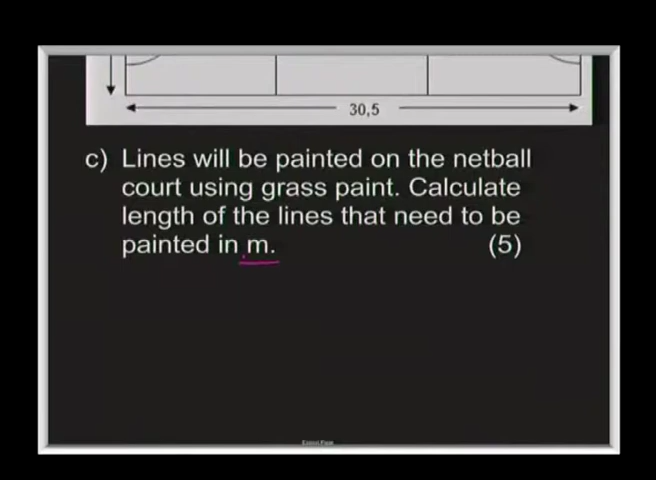 30,5
c) Lines will be painted on the netball
court using grass paint. Calculate
length of the lines that need to be
painted in m.
(5)